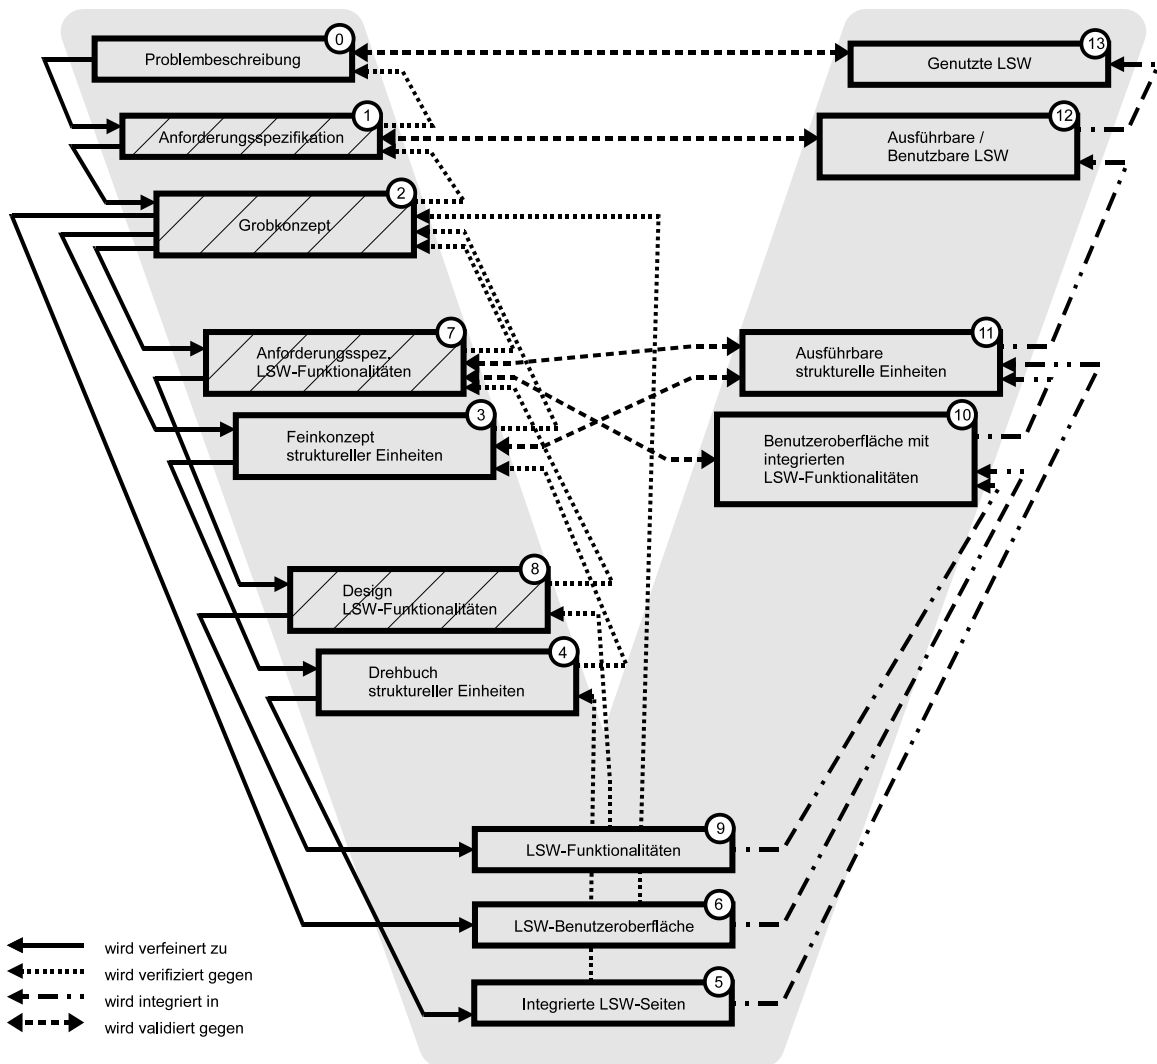 0
Problembeschreibung
13
Genutzte LSW
1
Anforderungsspezifikation
12
Ausführbare /
Benutzbare LSW
2
Grobkonzept
7
Anforderungsspez.
LSW-Funktionalitäten
11
Ausführbare
strukturelle Einheiten
3
Feinkonzept
struktureller Einheiten
10
Benutzeroberfläche mit
integrierten
LSW-Funktionalitäten
8
Design
LSW-Funktionalitäten
4
Drehbuch
struktureller Einheiten
9
LSW-Funktionalitäten
6
LSW-Benutzeroberfläche
5
Integrierte LSW-Seiten
wird verfeinert zu
wird verifiziert gegen
wird integriert in
wird validiert gegen